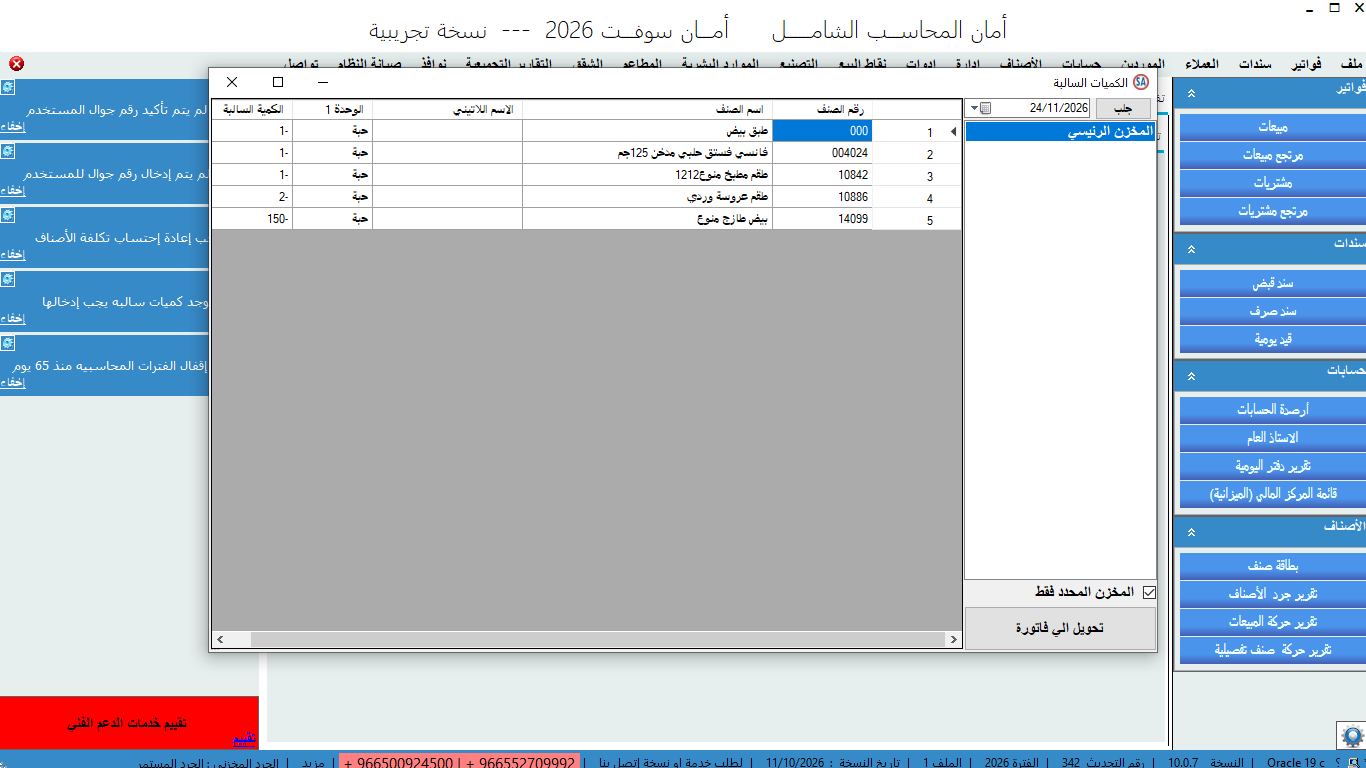 أمان المحاســب الشامــــل أمــان سوفــت 2026 --- نسخة تجريبية
ملف فواتير سندات العملاء الموردين حسابات الأصناف إدارة ادوات نقاط البيع التصنيع الموارد البشرية المطاعم الشقق التقارير التجميعية نوافذ صيانة النظام تواصل
فواتير
مبيعات
مرتجع مبيعات
مشتريات
مرتجع مشتريات
سندات
سند قبض
سند صرف
قيد يومية
حسابات
أرصدة الحسابات
الاستاذ العام
تقرير دفتر اليومية
قائمة المركز المالي (الميزانية)
الأصناف
بطاقة صنف
تقرير جرد الأصناف
تقرير حركة المبيعات
تقرير حركة صنف تفصيلية
الكميات السالبة
جلب 24/11/2026
المخزن الرئيسي
رقم الصنف اسم الصنف الاسم اللاتيني الوحدة 1 الكمية السالبة
1 000 طبق بيض حبة -1
2 004024 فانسي فستق حلبي مدخن 125جم حبة -1
3 10842 طقم مطبخ منوع1212 حبة -1
4 10886 طقم عروسة وردي حبة -2
5 14099 بيض طازج منوع حبة -150
المخزن المحدد فقط
تحويل الي فاتورة
لم يتم تأكيد رقم جوال المستخدم
إخفاء
لم يتم إدخال رقم جوال للمستخدم
إخفاء
إعادة إحتساب تكلفة الأصناف
إخفاء
كميات سالبه يجب إدخالها
إخفاء
إقفال الفترات المحاسبيه منذ 65 يوم
إخفاء
تقييم خدمات الدعم الفني
تقييم
؟ Oracle 19 c | النسخة 10.0.7 | رقم التحديث 342 | الفترة 2026 | الملف 1 | تاريخ النسخة : 11/10/2026 | لطلب خدمة او نسخة إتصل بنا | + 966552709992 | + 966500924500 | مزيد | الجرد المخزني : الجرد المستمر